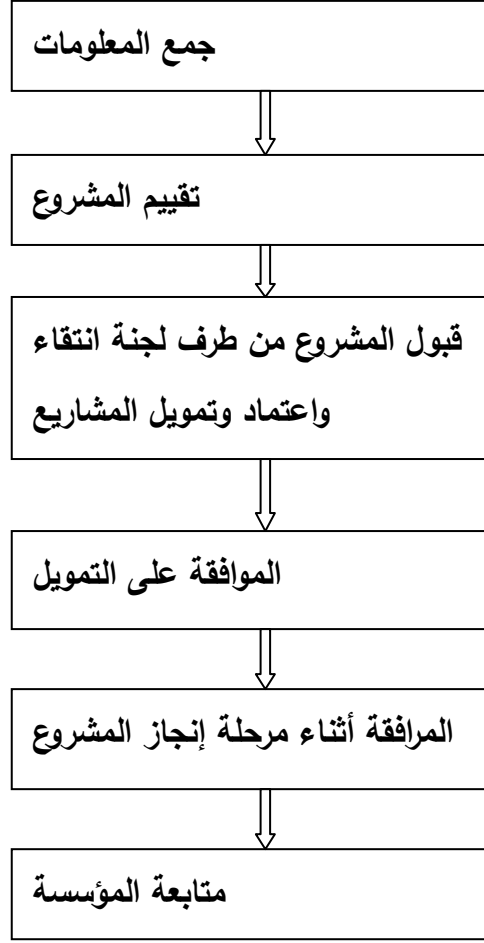 جمع المعلومات
تقييم المشروع
قبول المشروع من طرف لجنة انتقاء
واعتماد وتمويل المشاريع
الموافقة على التمويل
المرافقة أثناء مرحلة إنجاز المشروع
متابعة المؤسسة